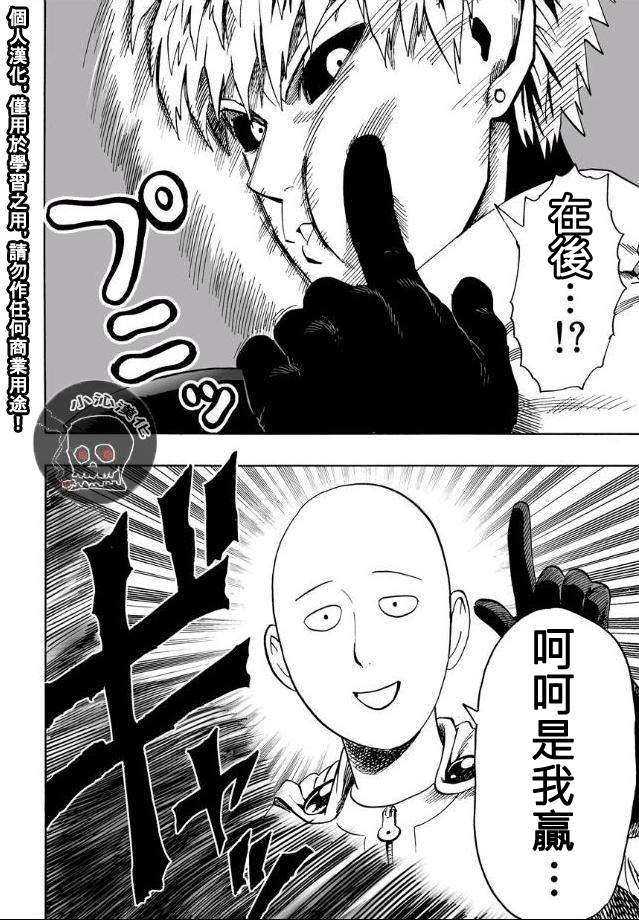 個人漢化，僅用於學習之用，請勿作任何商業用途！
在後…!?
プニッ
小沁漢化
呵呵是我贏…
ギャッ